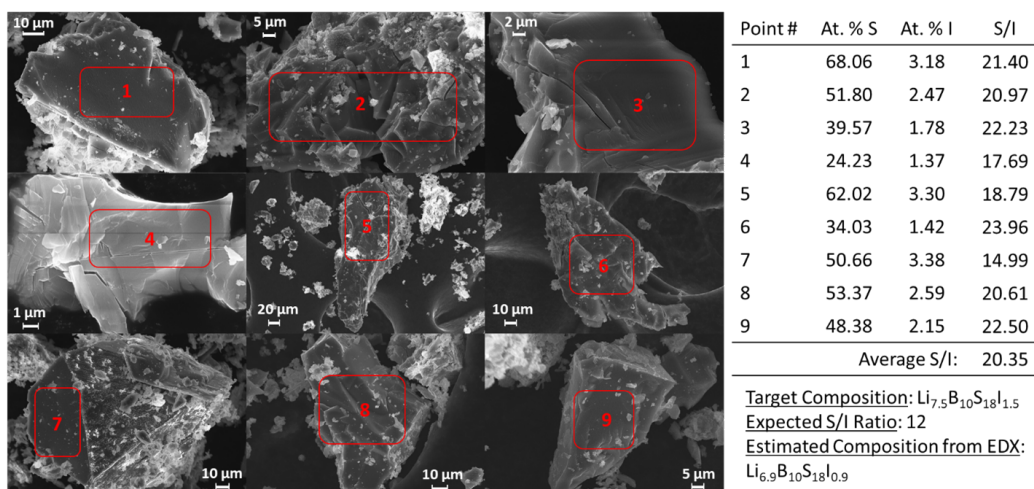 10 μm
1
5 μm
2
2 μm
3
4
1 μm
5
20 μm
6
10 μm
7
10 μm
8
10 μm
9
5 μm
Point # At. % S At. % I S/I
1 68.06 3.18 21.40
2 51.80 2.47 20.97
3 39.57 1.78 22.23
4 24.23 1.37 17.69
5 62.02 3.30 18.79
6 34.03 1.42 23.96
7 50.66 3.38 14.99
8 53.37 2.59 20.61
9 48.38 2.15 22.50
Average S/I: 20.35
Target Composition: Li₇.₅B₁₀S₁₈I₁.₅
Expected S/I Ratio: 12
Estimated Composition from EDX:
Li₆.₉B₁₀S₁₈I₀.₉